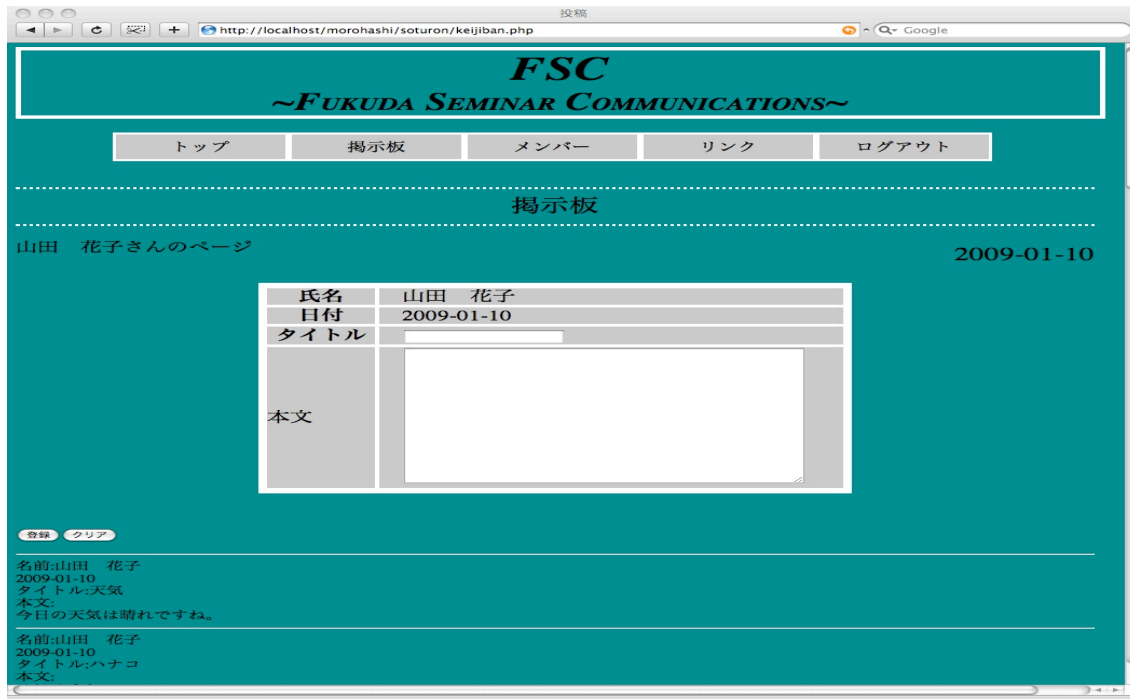 投稿
http://localhost/morohashi/soturon/keijiban.php
Google
FSC
~FUKUDA SEMINAR COMMUNICATIONS~
トップ 掲示板 メンバー リンク ログアウト
掲示板
山田 花子さんのページ
2009-01-10
氏名 山田 花子
日付 2009-01-10
タイトル
本文
登録 クリア
名前:山田 花子
2009-01-10
タイトル:天気
本文:
今日の天気は晴れですね。
名前:山田 花子
2009-01-10
タイトル:ハナコ
本文: